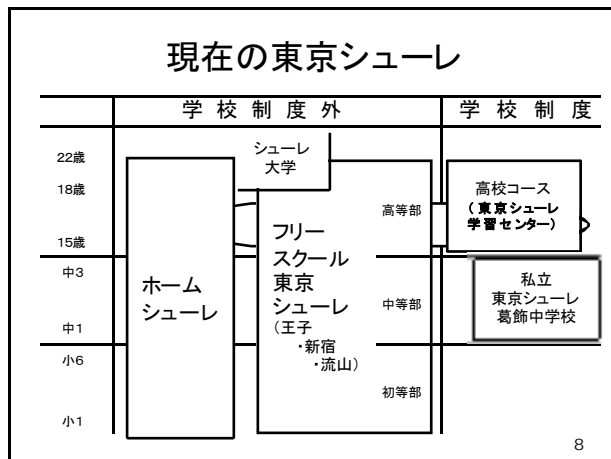 現在の東京シューレ
学校制度外
学校制度
22歳
18歳
15歳
中3
中1
小6
小1
ホーム
シューレ
シューレ
大学
フリー
スクール
東京
シューレ
(王子
・新宿
・流山)
高等部
中等部
初等部
高校コース
(東京シューレ
学習センター)
私立
東京シューレ
葛飾中学校
8